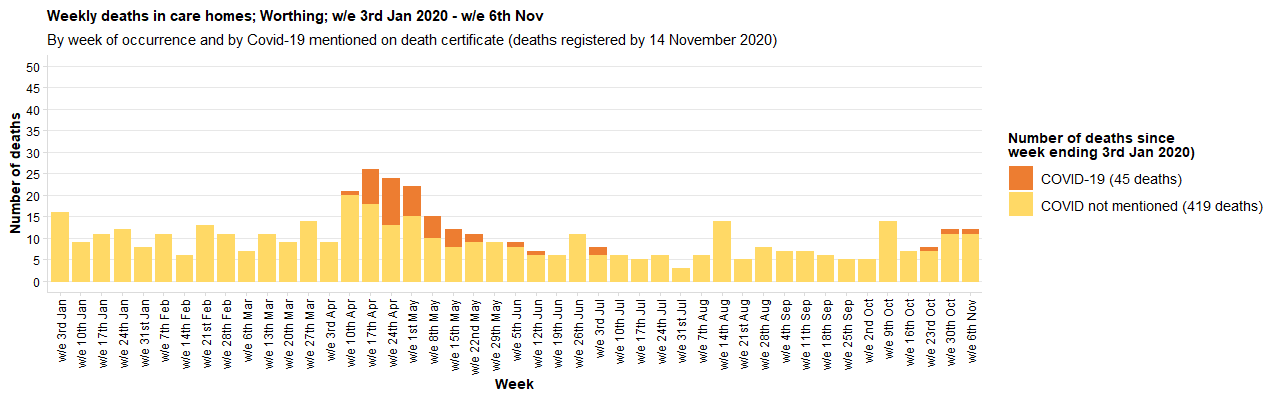 Weekly deaths in care homes; Worthing; w/e 3rd Jan 2020 - w/e 6th Nov
By week of occurrence and by Covid-19 mentioned on death certificate (deaths registered by 14 November 2020)
50
45
40
35
30
25
20
15
10
5
0
Number of deaths
w/e 3rd Jan
w/e 10th Jan
w/e 17th Jan
w/e 24th Jan
w/e 31st Jan
w/e 7th Feb
w/e 14th Feb
w/e 21st Feb
w/e 28th Feb
w/e 6th Mar
w/e 13th Mar
w/e 20th Mar
w/e 27th Mar
w/e 3rd Apr
w/e 10th Apr
w/e 17th Apr
w/e 24th Apr
w/e 1st May
w/e 8th May
w/e 15th May
w/e 22nd May
w/e 29th May
w/e 5th Jun
w/e 12th Jun
w/e 19th Jun
w/e 26th Jun
w/e 3rd Jul
w/e 10th Jul
w/e 17th Jul
w/e 24th Jul
w/e 31st Jul
w/e 7th Aug
w/e 14th Aug
w/e 21st Aug
w/e 28th Aug
w/e 4th Sep
w/e 11th Sep
w/e 18th Sep
w/e 25th Sep
w/e 2nd Oct
w/e 9th Oct
w/e 16th Oct
w/e 23rd Oct
w/e 30th Oct
w/e 6th Nov
Week
Number of deaths since
week ending 3rd Jan 2020)
COVID-19 (45 deaths)
COVID not mentioned (419 deaths)